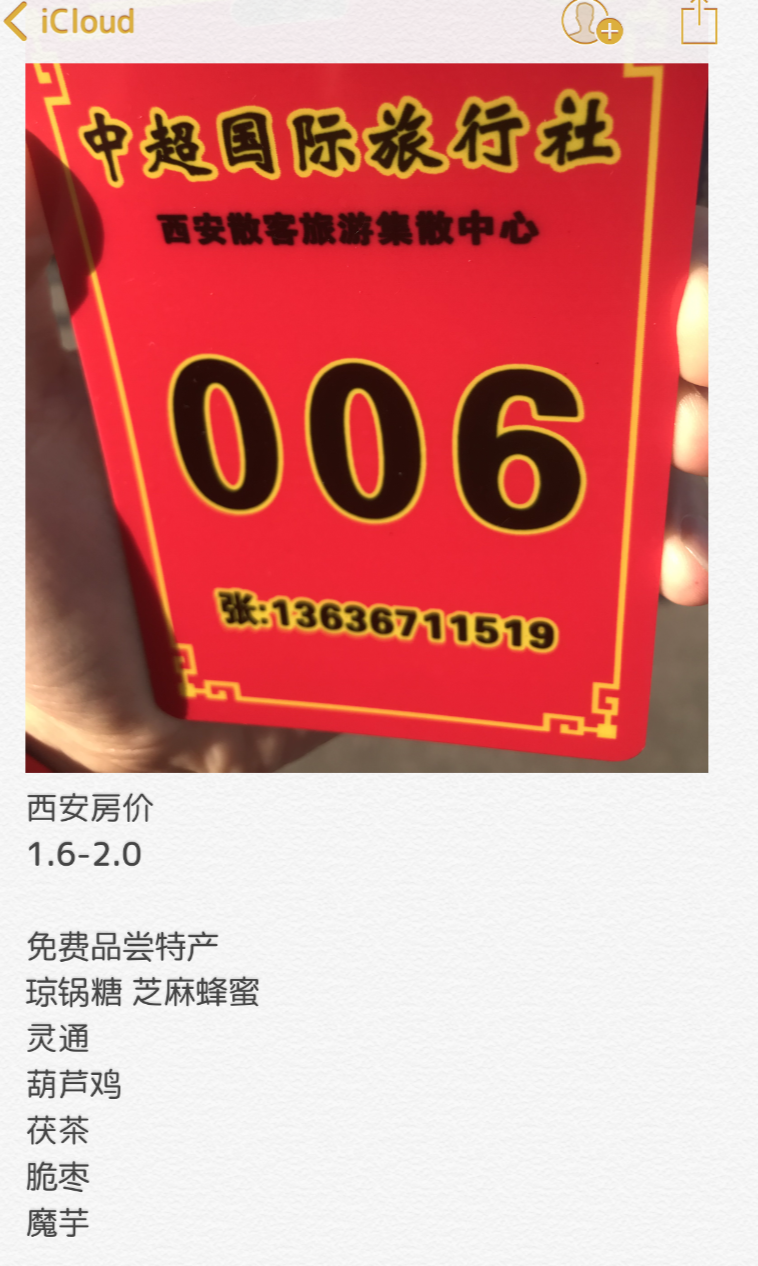 iCloud
中超国际旅行社
西安散客旅游集散中心
006
张:13636711519
西安房价
1.6-2.0
免费品尝特产
琼锅糖 芝麻蜂蜜
灵通
葫芦鸡
茯茶
脆枣
魔芋